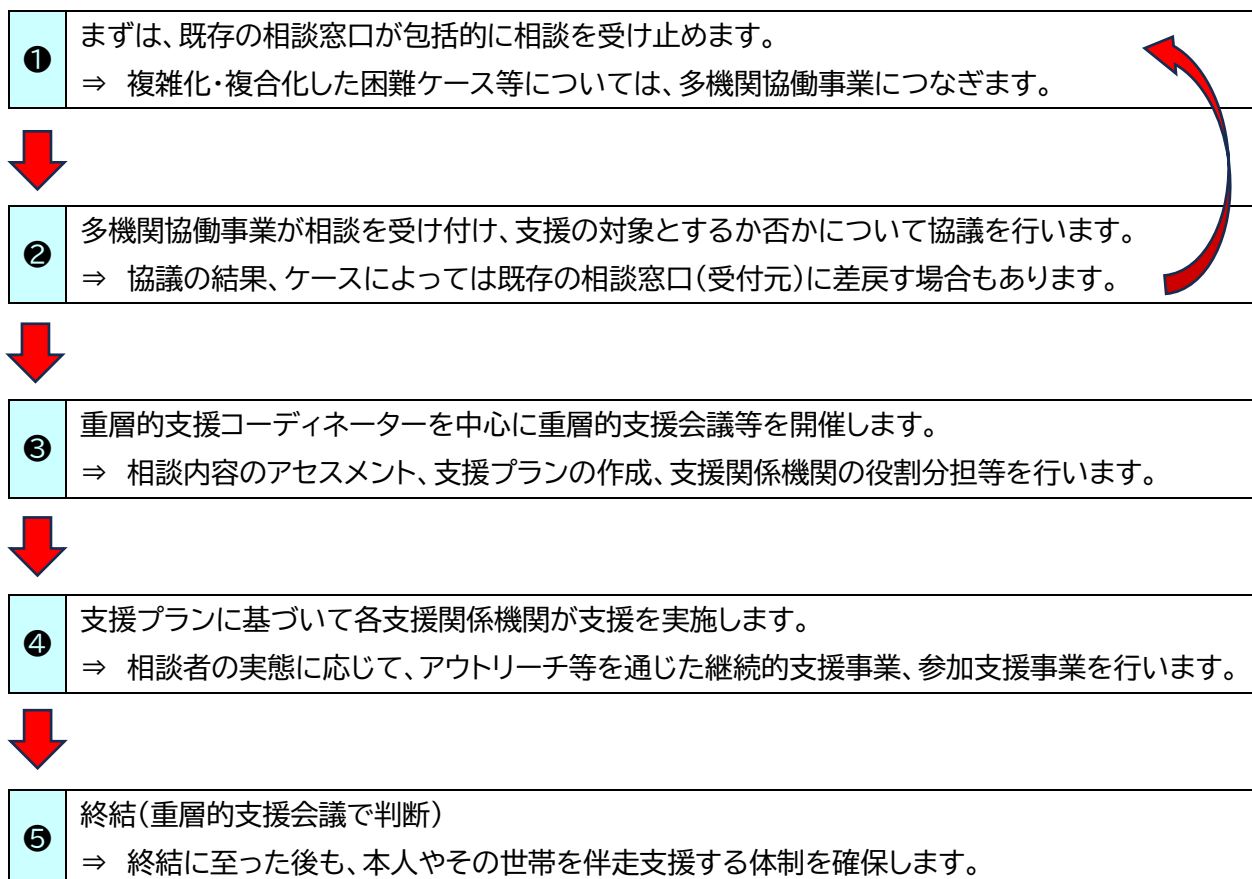 ❶
まずは、既存の相談窓口が包括的に相談を受け止めます。
⇒ 複雑化・複合化した困難ケース等については、多機関協働事業につなぎます。
❷
多機関協働事業が相談を受け付け、支援の対象とするか否かについて協議を行います。
⇒ 協議の結果、ケースによっては既存の相談窓口(受付元)に差戻す場合もあります。
❸
重層的支援コーディネーターを中心に重層的支援会議等を開催します。
⇒ 相談内容のアセスメント、支援プランの作成、支援関係機関の役割分担等を行います。
❹
支援プランに基づいて各支援関係機関が支援を実施します。
⇒ 相談者の実態に応じて、アウトリーチ等を通じた継続的支援事業、参加支援事業を行います。
❺
終結(重層的支援会議で判断)
⇒ 終結に至った後も、本人やその世帯を伴走支援する体制を確保します。